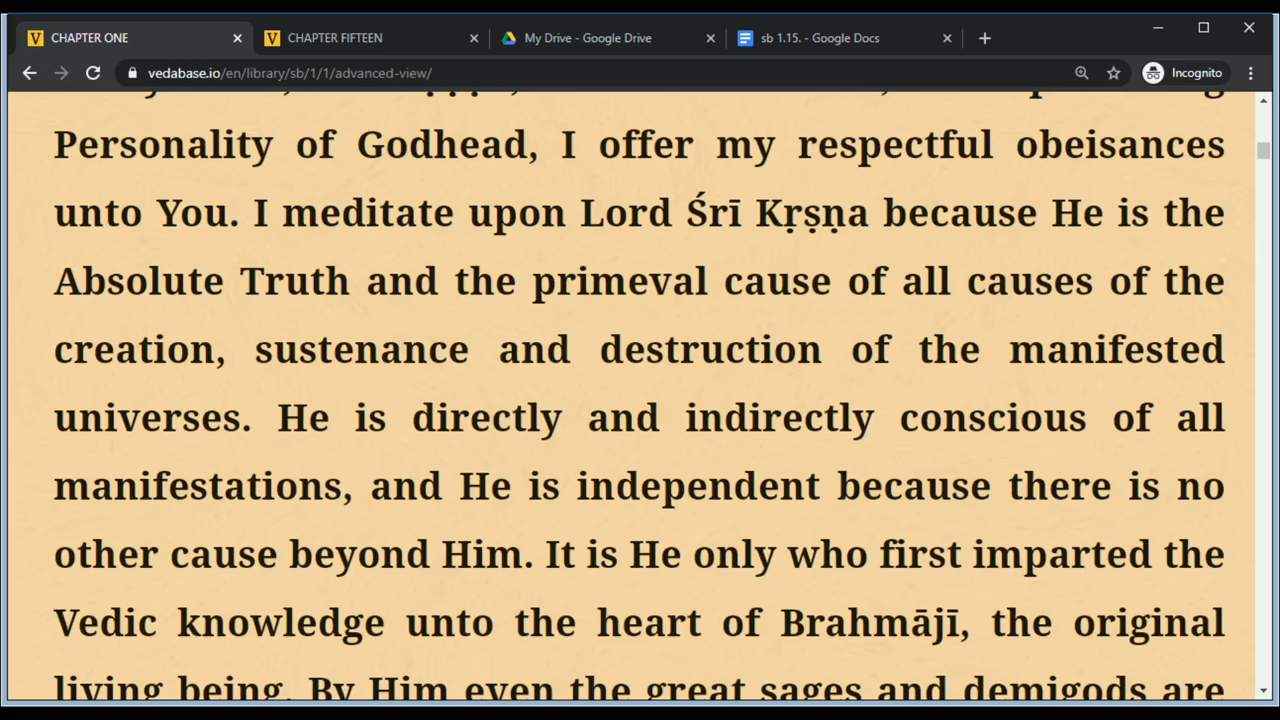 CHAPTER ONE
CHAPTER FIFTEEN
My Drive - Google Drive
sb 1.15. - Google Docs
vedabase.io/en/library/sb/1/1/advanced-view/
Incognito
Personality of Godhead, I offer my respectful obeisances
unto You. I meditate upon Lord Śrī Kṛṣṇa because He is the
Absolute Truth and the primeval cause of all causes of the
creation, sustenance and destruction of the manifested
universes. He is directly and indirectly conscious of all
manifestations, and He is independent because there is no
other cause beyond Him. It is He only who first imparted the
Vedic knowledge unto the heart of Brahmājī, the original
living being. By Him even the great sages and demigods are